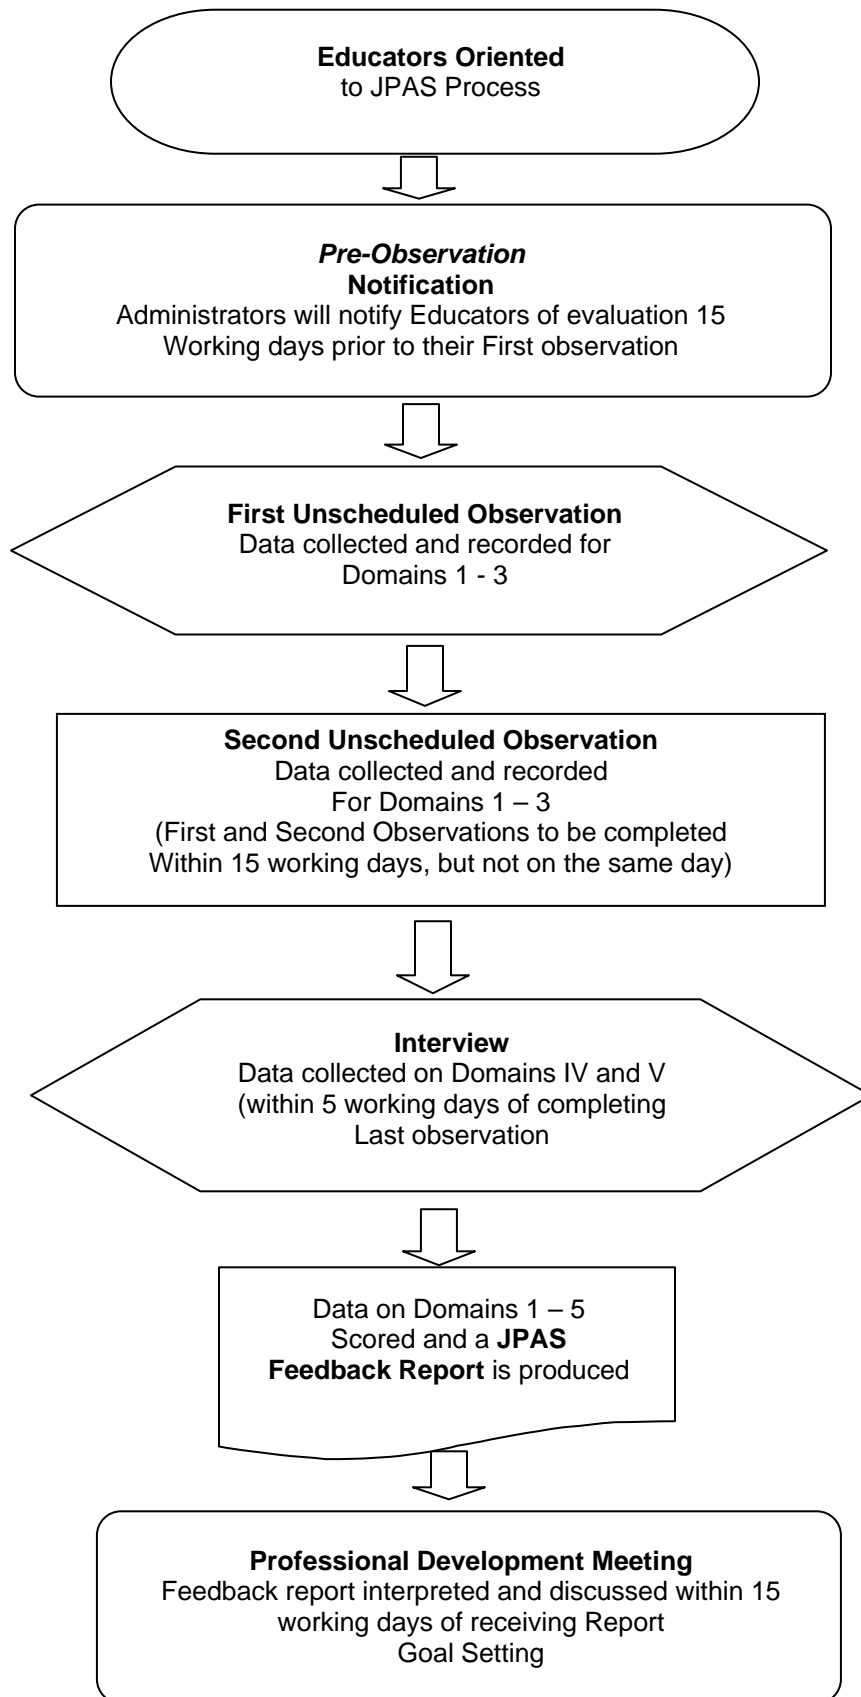 Educators Oriented
to JPAS Process
Pre-Observation
Notification
Administrators will notify Educators of evaluation 15
Working days prior to their First observation
First Unscheduled Observation
Data collected and recorded for
Domains 1 - 3
Second Unscheduled Observation
Data collected and recorded
For Domains 1 – 3
(First and Second Observations to be completed
Within 15 working days, but not on the same day)
Interview
Data collected on Domains IV and V
(within 5 working days of completing
Last observation
Data on Domains 1 – 5
Scored and a JPAS
Feedback Report is produced
Professional Development Meeting
Feedback report interpreted and discussed within 15
working days of receiving Report
Goal Setting